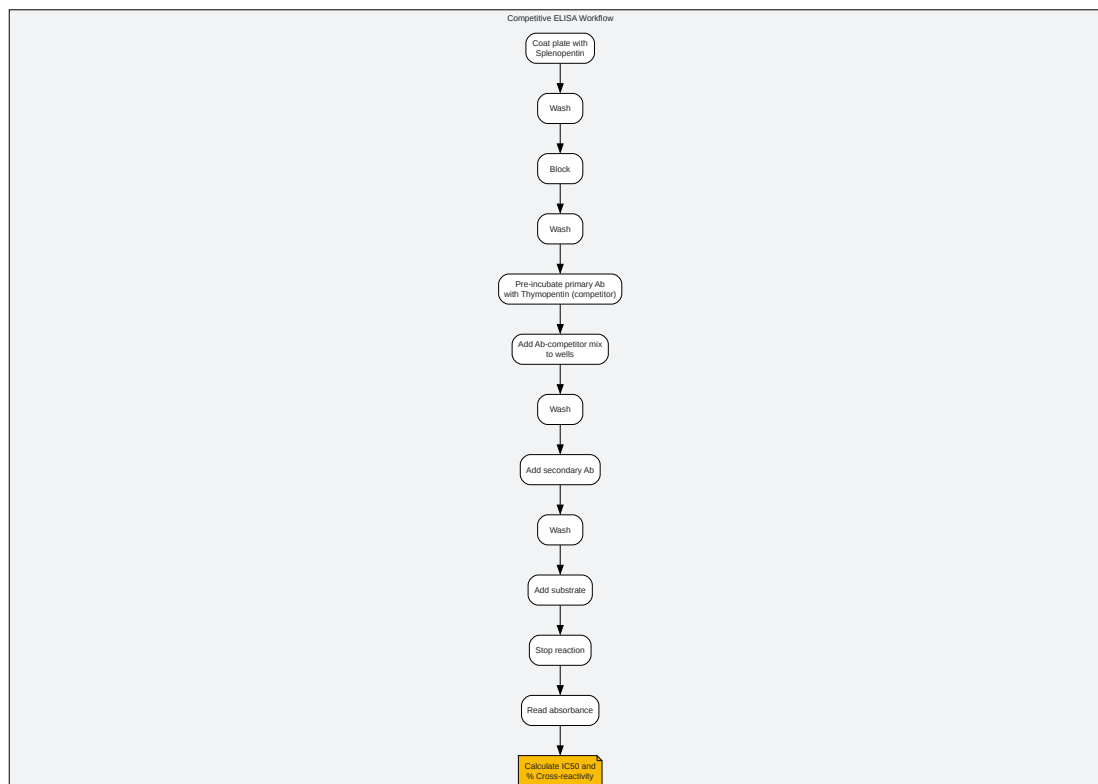 Competitive ELISA Workflow
Coat plate with
Splenopentin
Wash
Block
Wash
Pre-incubate primary Ab
with Thymopentin (competitor)
Add Ab-competitor mix
to wells
Wash
Add secondary Ab
Wash
Add substrate
Stop reaction
Read absorbance
Calculate IC50 and
% Cross-reactivity